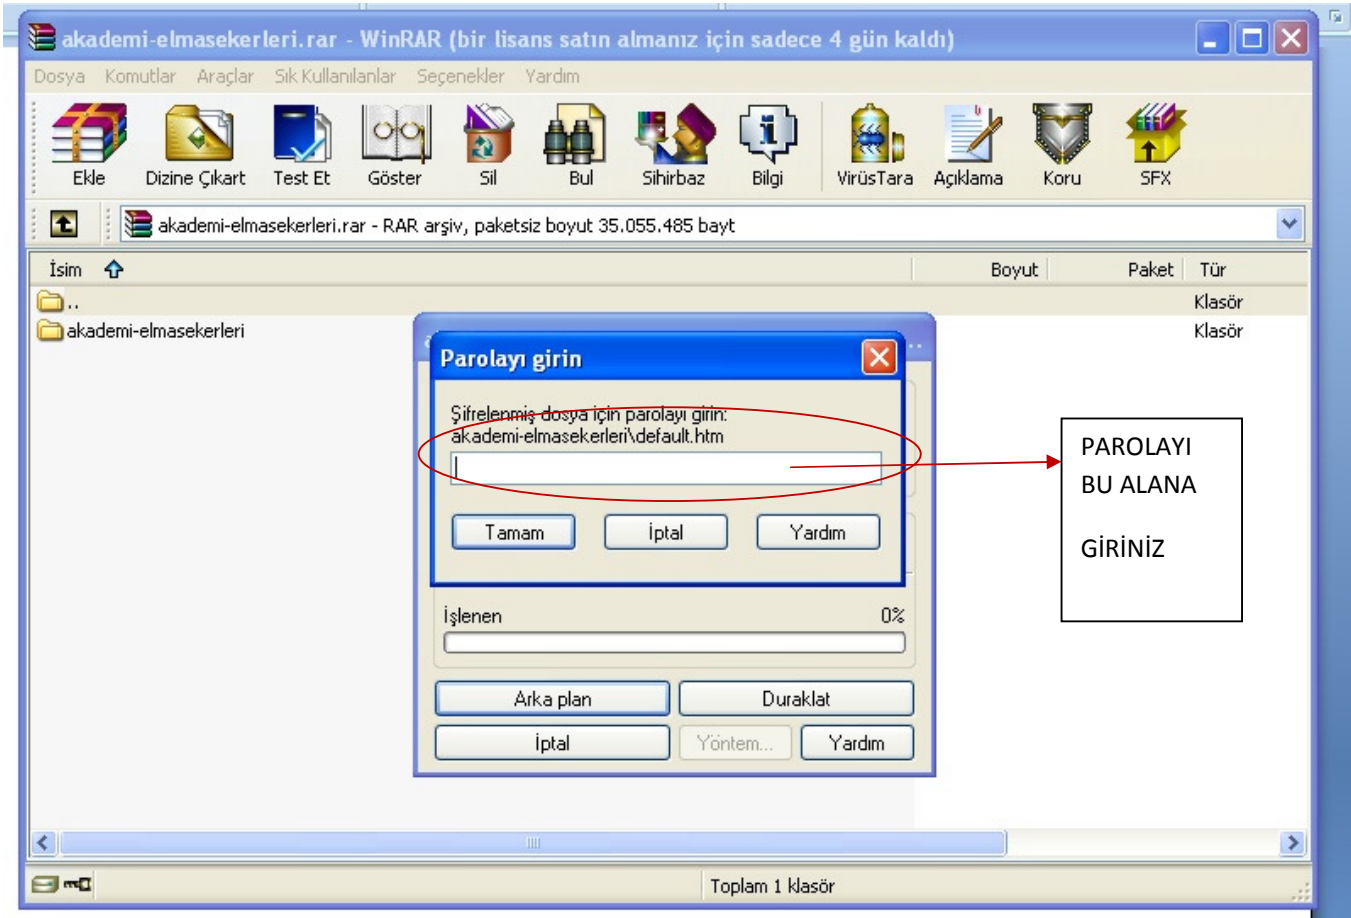 akademi-elmasekerleri.rar - WinRAR (bir lisans satın almanız için sadece 4 gün kaldı)
Dosya Komutlar Araçlar Sık Kullanılanlar Seçenekler Yardım
Ekle Dizine Çıkart Test Et Göster Sil Bul Sihirbaz Bilgi VirüsTara Açıklama Koru SFX
akademi-elmasekerleri.rar - RAR arşiv, paketsiz boyut 35.055.485 bayt
İsim Boyut Paket Tür
.. Klasör
akademi-elmasekerleri Klasör
Parolayı girin
Şifrelenmiş dosya için parolayı girin:
akademi-elmasekerleri\default.htm
Tamam İptal Yardım
PAROLAYI
BU ALANA
GİRİNİZ
İşlenen 0%
Arka plan Duraklat
İptal Yöntem... Yardım
Toplam 1 klasör